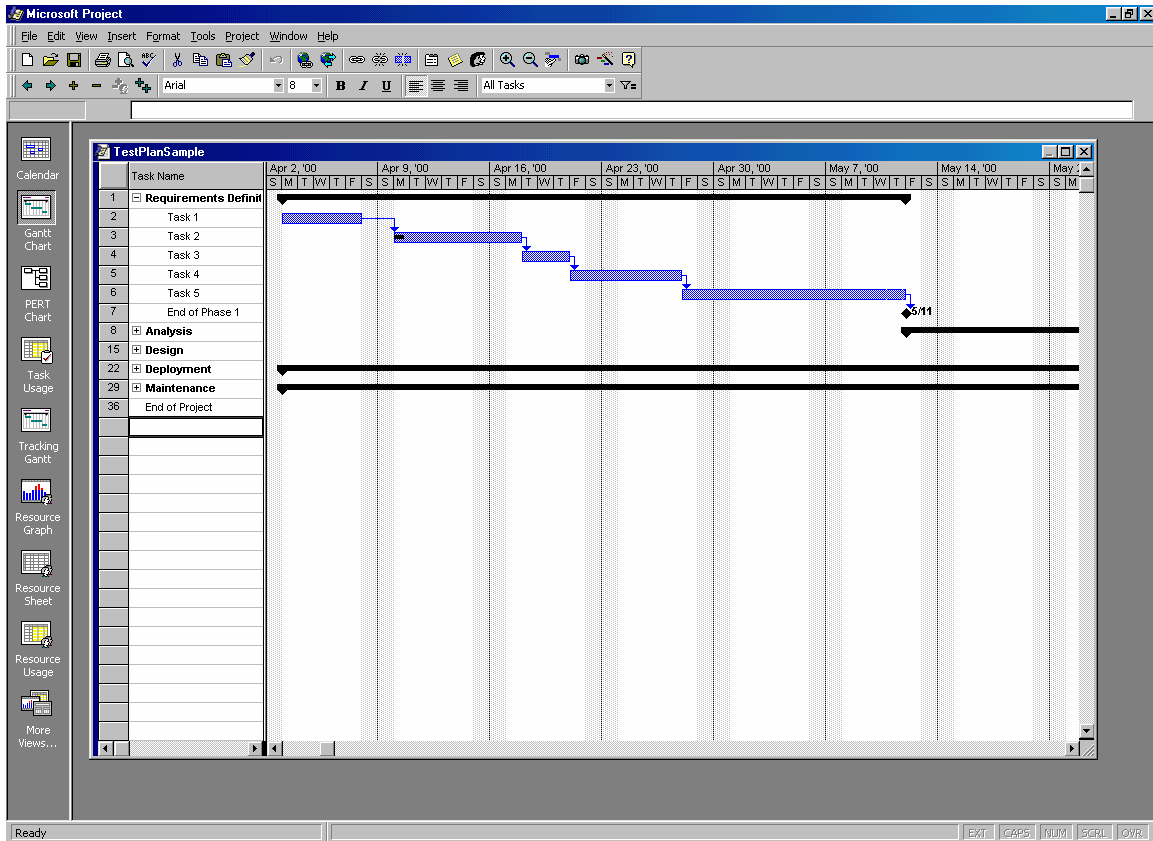 Microsoft Project
File Edit View Insert Format Tools Project Window Help
ABC
Arial 8 B I U All Tasks
Calendar
Gantt
Chart
PERT
Chart
Task
Usage
Tracking
Gantt
Resource
Graph
Resource
Sheet
Resource
Usage
More
Views...
TestPlanSample
Task Name
Apr 2, '00 Apr 9, '00 Apr 16, '00 Apr 23, '00 Apr 30, '00 May 7, '00 May 14, '00 May
S M T W T F S S M T W T F S S M T W T F S S M T W T F S S M T W T F S S M T W T F S S M T W T F S S M
1 Requirements Definit
2 Task 1
3 Task 2
4 Task 3
5 Task 4
6 Task 5
7 End of Phase 1 5/11
8 Analysis
15 Design
22 Deployment
29 Maintenance
36 End of Project
Ready EXT CAPS NUM SCRL OVR